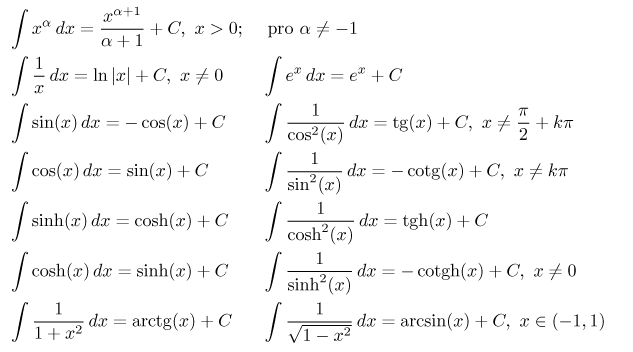 ∫ x^α dx = x^(α+1)/(α+1) + C, x > 0; pro α ≠ −1
∫ 1/x dx = ln |x| + C, x ≠ 0 ∫ e^x dx = e^x + C
∫ sin(x) dx = − cos(x) + C ∫ 1/cos²(x) dx = tg(x) + C, x ≠ π/2 + kπ
∫ cos(x) dx = sin(x) + C ∫ 1/sin²(x) dx = − cotg(x) + C, x ≠ kπ
∫ sinh(x) dx = cosh(x) + C ∫ 1/cosh²(x) dx = tgh(x) + C
∫ cosh(x) dx = sinh(x) + C ∫ 1/sinh²(x) dx = − cotgh(x) + C, x ≠ 0
∫ 1/(1 + x²) dx = arctg(x) + C ∫ 1/√(1 − x²) dx = arcsin(x) + C, x ∈ (−1, 1)